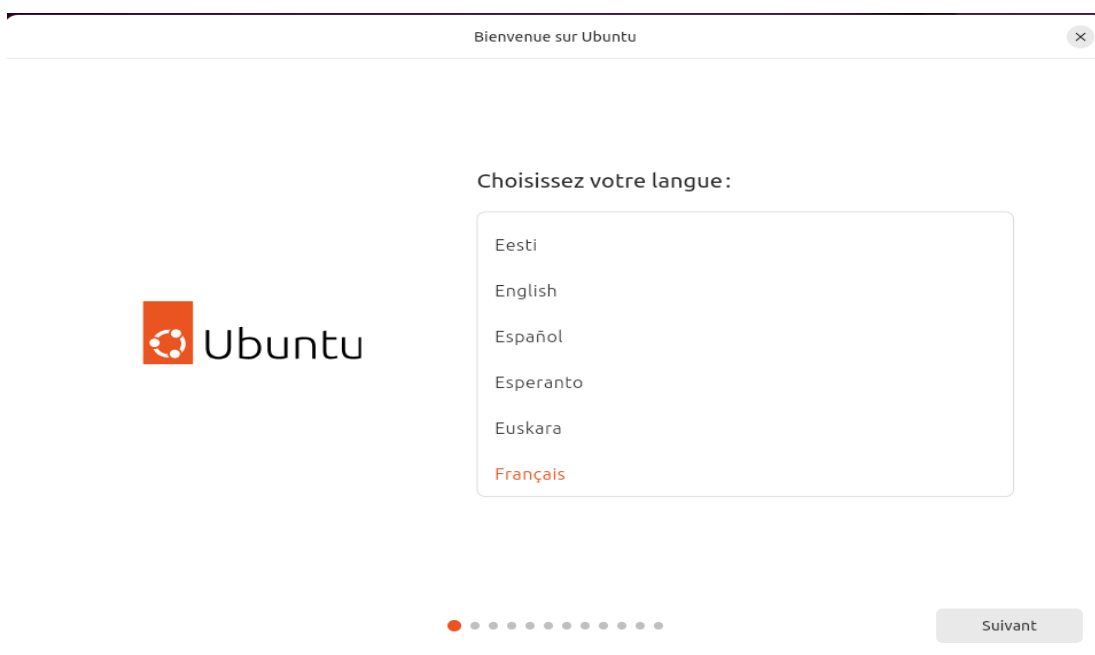 Bienvenue sur Ubuntu
Choisissez votre langue :
Eesti
English
Español
Esperanto
Euskara
Français
Ubuntu
Suivant